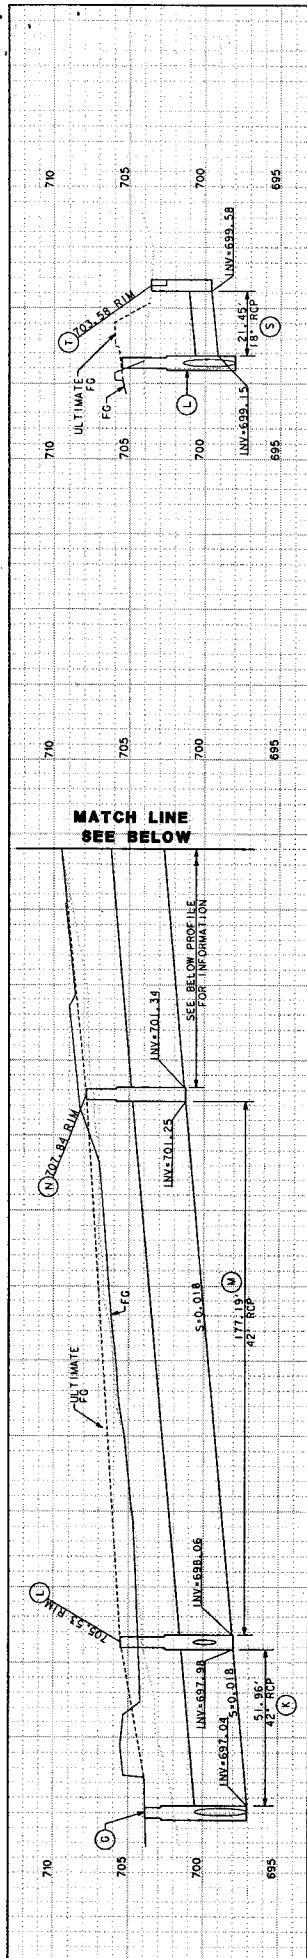 710
705
700
695
G
705.53 RIM
L
ULTIMATE
FG
FG
N
707.84 RIM
INV=697.04
INV=697.98
INV=698.06
S=0.018
S=0.018
INV=701.25
INV=701.34
51.96'
42" RCP
K
177.19'
42" RCP
M
SEE BELOW PROFILE
FOR INFORMATION
MATCH LINE
SEE BELOW
710
705
700
695
710
705
700
695
ULTIMATE
FG
FG
T
703.58 RIM
L
INV=699.15
INV=699.58
21.45'
18" RCP
S
710
705
700
695